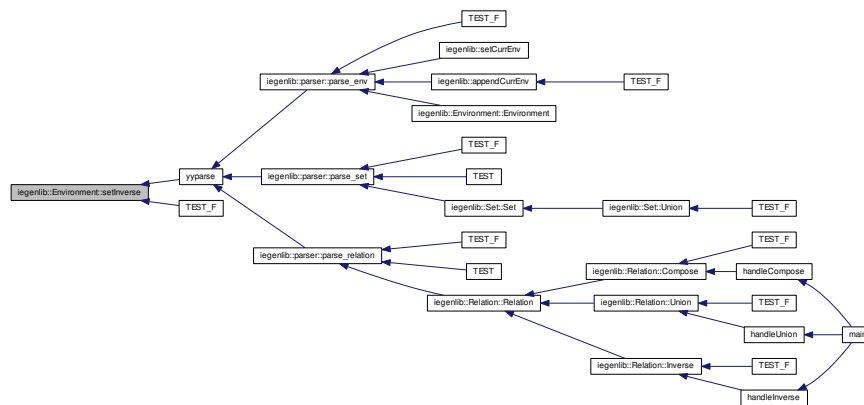 TEST_F
iegenlib::setCurrEnv
iegenlib::parser::parse_env
iegenlib::appendCurrEnv
TEST_F
iegenlib::Environment::Environment
TEST_F
yyparse
iegenlib::parser::parse_set
TEST
iegenlib::Environment::setInverse
TEST_F
iegenlib::Set::Set
iegenlib::Set::Union
TEST_F
TEST_F
TEST_F
iegenlib::parser::parse_relation
TEST
iegenlib::Relation::Compose
handleCompose
iegenlib::Relation::Relation
iegenlib::Relation::Union
TEST_F
handleUnion
main
iegenlib::Relation::Inverse
TEST_F
handleInverse